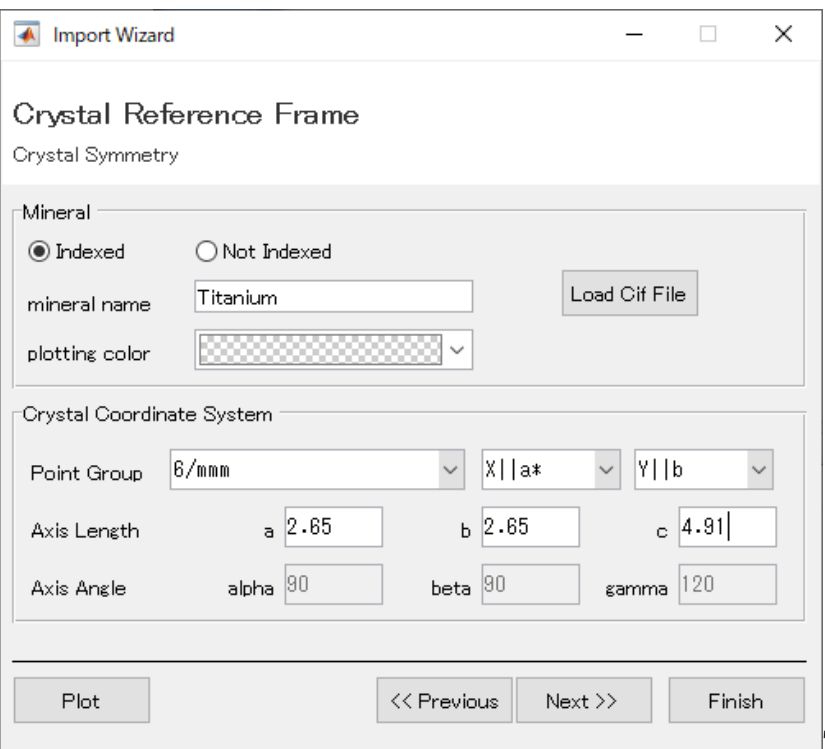 Import Wizard
Crystal Reference Frame
Crystal Symmetry
Mineral
Indexed Not Indexed
mineral name Titanium Load Cif File
plotting color
Crystal Coordinate System
Point Group 6/mmm X||a* Y||b
Axis Length a 2.65 b 2.65 c 4.91
Axis Angle alpha 90 beta 90 gamma 120
Plot << Previous Next >> Finish